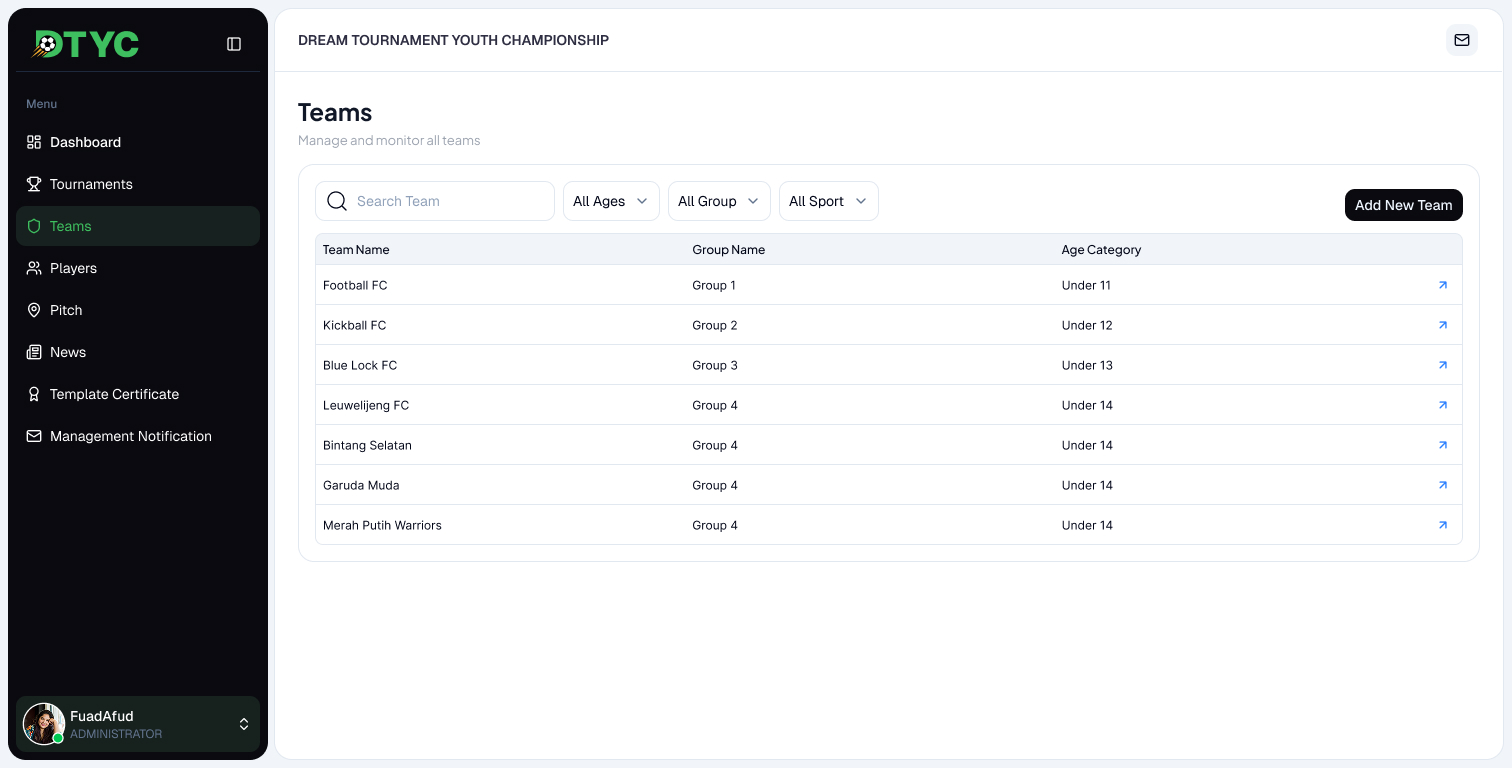 DTYC
Menu
Dashboard
Tournaments
Teams
Players
Pitch
News
Template Certificate
Management Notification
FuadAfud
ADMINISTRATOR
DREAM TOURNAMENT YOUTH CHAMPIONSHIP
Teams
Manage and monitor all teams
Search Team All Ages All Group All Sport Add New Team
Team Name Group Name Age Category
Football FC Group 1 Under 11
Kickball FC Group 2 Under 12
Blue Lock FC Group 3 Under 13
Leuwelijeng FC Group 4 Under 14
Bintang Selatan Group 4 Under 14
Garuda Muda Group 4 Under 14
Merah Putih Warriors Group 4 Under 14